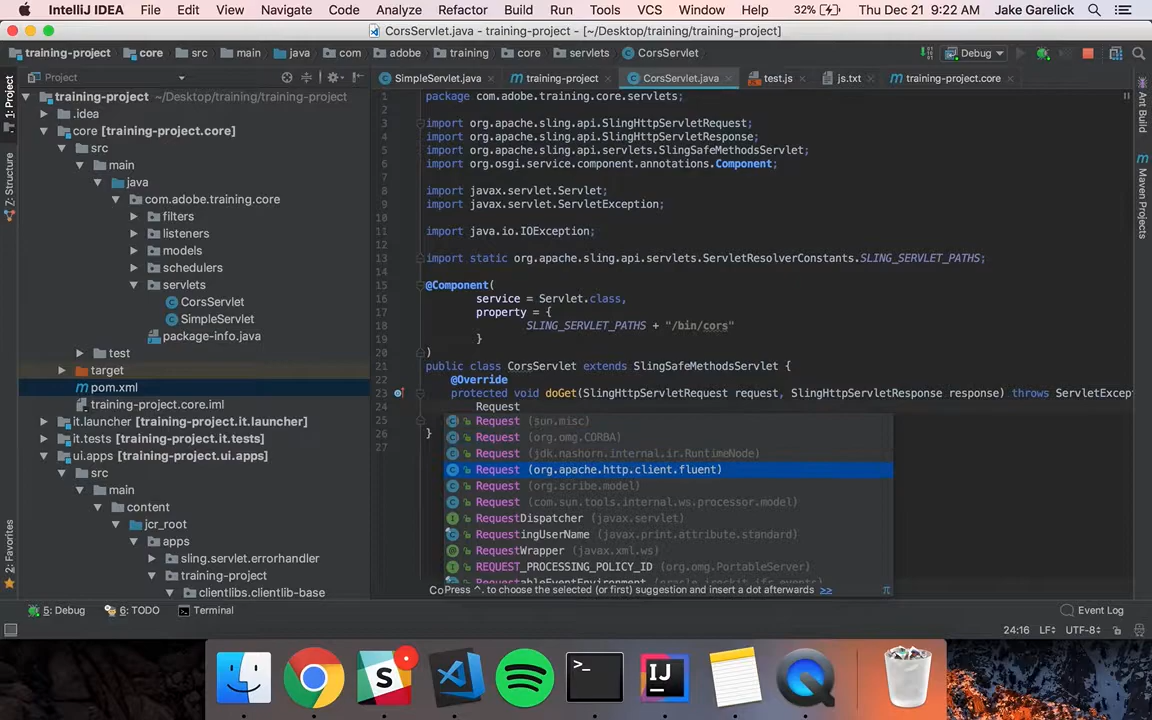 IntelliJ IDEA File Edit View Navigate Code Analyze Refactor Build Run Tools VCS Window Help 32% Thu Dec 21 9:22 AM Jake Garelick
CorsServlet.java - training-project - [~/Desktop/training/training-project]
training-project core src main java com adobe training core servlets CorsServlet Debug
Project
SimpleServlet.java training-project CorsServlet.java test.js js.txt training-project.core
1: Project
Z: Structure
2: Favorites
training-project ~/Desktop/training/training-project
.idea
core [training-project.core]
src
main
java
com.adobe.training.core
filters
listeners
models
schedulers
servlets
CorsServlet
SimpleServlet
package-info.java
test
target
pom.xml
training-project.core.iml
it.launcher [training-project.it.launcher]
it.tests [training-project.it.tests]
ui.apps [training-project.ui.apps]
src
main
content
jcr_root
apps
sling.servlet.errorhandler
training-project
clientlibs.clientlib-base
1 package com.adobe.training.core.servlets;
2
3 import org.apache.sling.api.SlingHttpServletRequest;
4 import org.apache.sling.api.SlingHttpServletResponse;
5 import org.apache.sling.api.servlets.SlingSafeMethodsServlet;
6 import org.osgi.service.component.annotations.Component;
7
8 import javax.servlet.Servlet;
9 import javax.servlet.ServletException;
10
11 import java.io.IOException;
12
13 import static org.apache.sling.api.servlets.ServletResolverConstants.SLING_SERVLET_PATHS;
14
15 @Component(
16 service = Servlet.class,
17 property = {
18 SLING_SERVLET_PATHS + "/bin/cors"
19 }
20 )
21 public class CorsServlet extends SlingSafeMethodsServlet {
22 @Override
23 protected void doGet(SlingHttpServletRequest request, SlingHttpServletResponse response) throws ServletExcep
24 Request
25
26 }
27
Request (sun.misc)
Request (org.omg.CORBA)
Request (jdk.nashorn.internal.ir.RuntimeNode)
Request (org.apache.http.client.fluent)
Request (org.scribe.model)
Request (com.sun.tools.internal.ws.processor.model)
RequestDispatcher (javax.servlet)
RequestingUserName (javax.print.attribute.standard)
RequestWrapper (javax.xml.ws)
REQUEST_PROCESSING_POLICY_ID (org.omg.PortableServer)
Press ^. to choose the selected (or first) suggestion and insert a dot afterwards >>
Co
Ant Build
Maven Projects
5: Debug 6: TODO Terminal Event Log
24:16 LF UTF-8